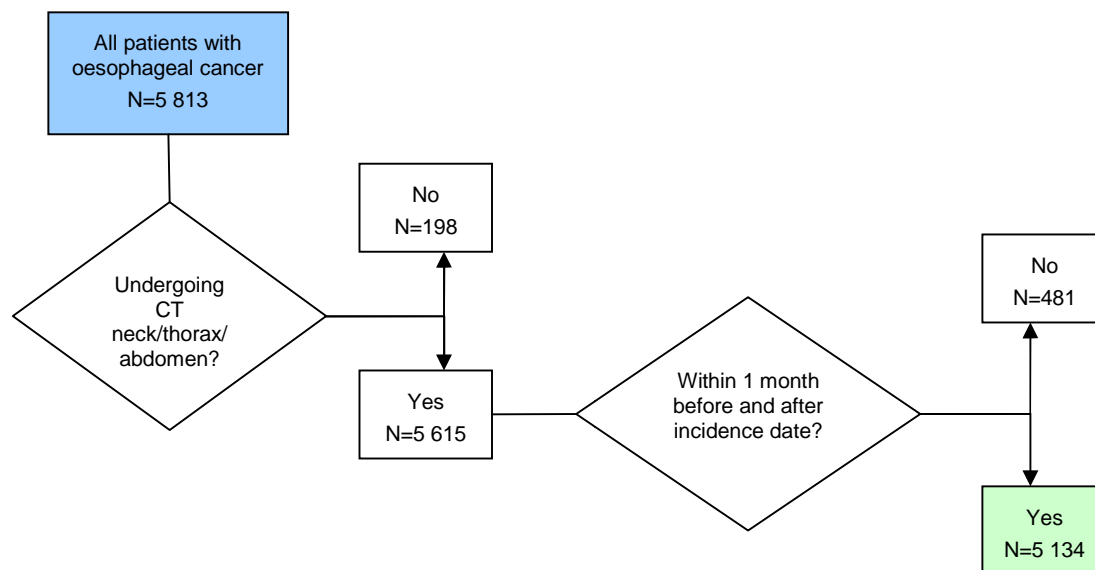 All patients with
oesophageal cancer
N=5 813
Undergoing
CT
neck/thorax/
abdomen?
No
N=198
Yes
N=5 615
Within 1 month
before and after
incidence date?
No
N=481
Yes
N=5 134